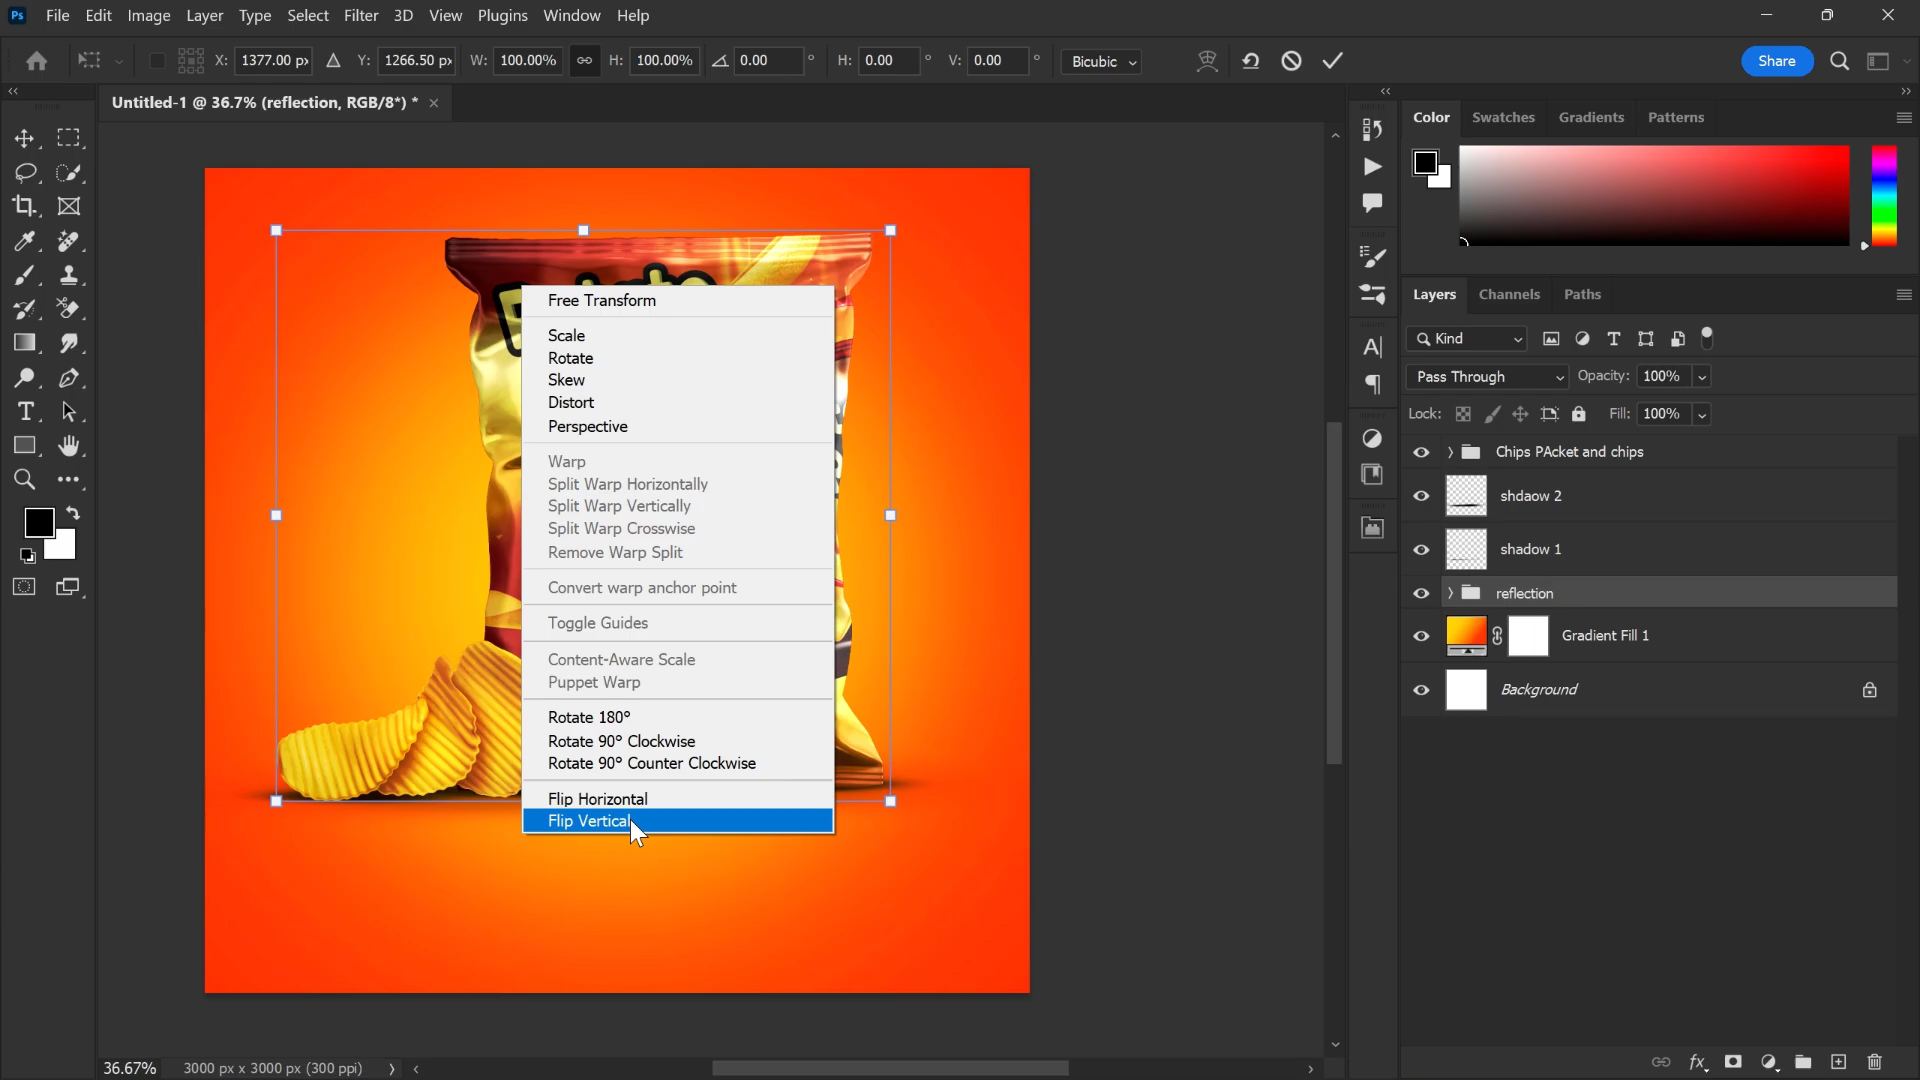 Ps File Edit Image Layer Type Select Filter 3D View Plugins Window Help
X: 1377.00 px Y: 1266.50 px W: 100.00% H: 100.00% 0.00 ° H: 0.00 ° V: 0.00 ° Bicubic Share
Untitled-1 @ 36.7% (reflection, RGB/8*) *
Color Swatches Gradients Patterns
Free Transform
Scale
Rotate
Skew
Distort
Perspective
Warp
Split Warp Horizontally
Split Warp Vertically
Split Warp Crosswise
Remove Warp Split
Convert warp anchor point
Toggle Guides
Content-Aware Scale
Puppet Warp
Rotate 180°
Rotate 90° Clockwise
Rotate 90° Counter Clockwise
Flip Horizontal
Flip Vertical
Layers Channels Paths
Kind
Pass Through Opacity: 100%
Lock: Fill: 100%
Chips PAcket and chips
shdaow 2
shadow 1
reflection
Gradient Fill 1
Background
36.67% 3000 px x 3000 px (300 ppi)